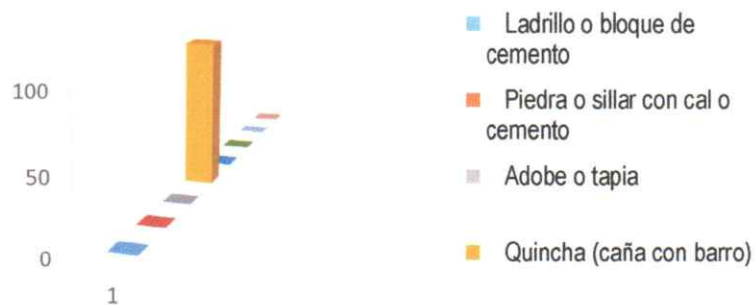 100
50
0
1
Ladrillo o bloque de
cemento
Piedra o sillar con cal o
cemento
Adobe o tapia
Quincha (caña con barro)